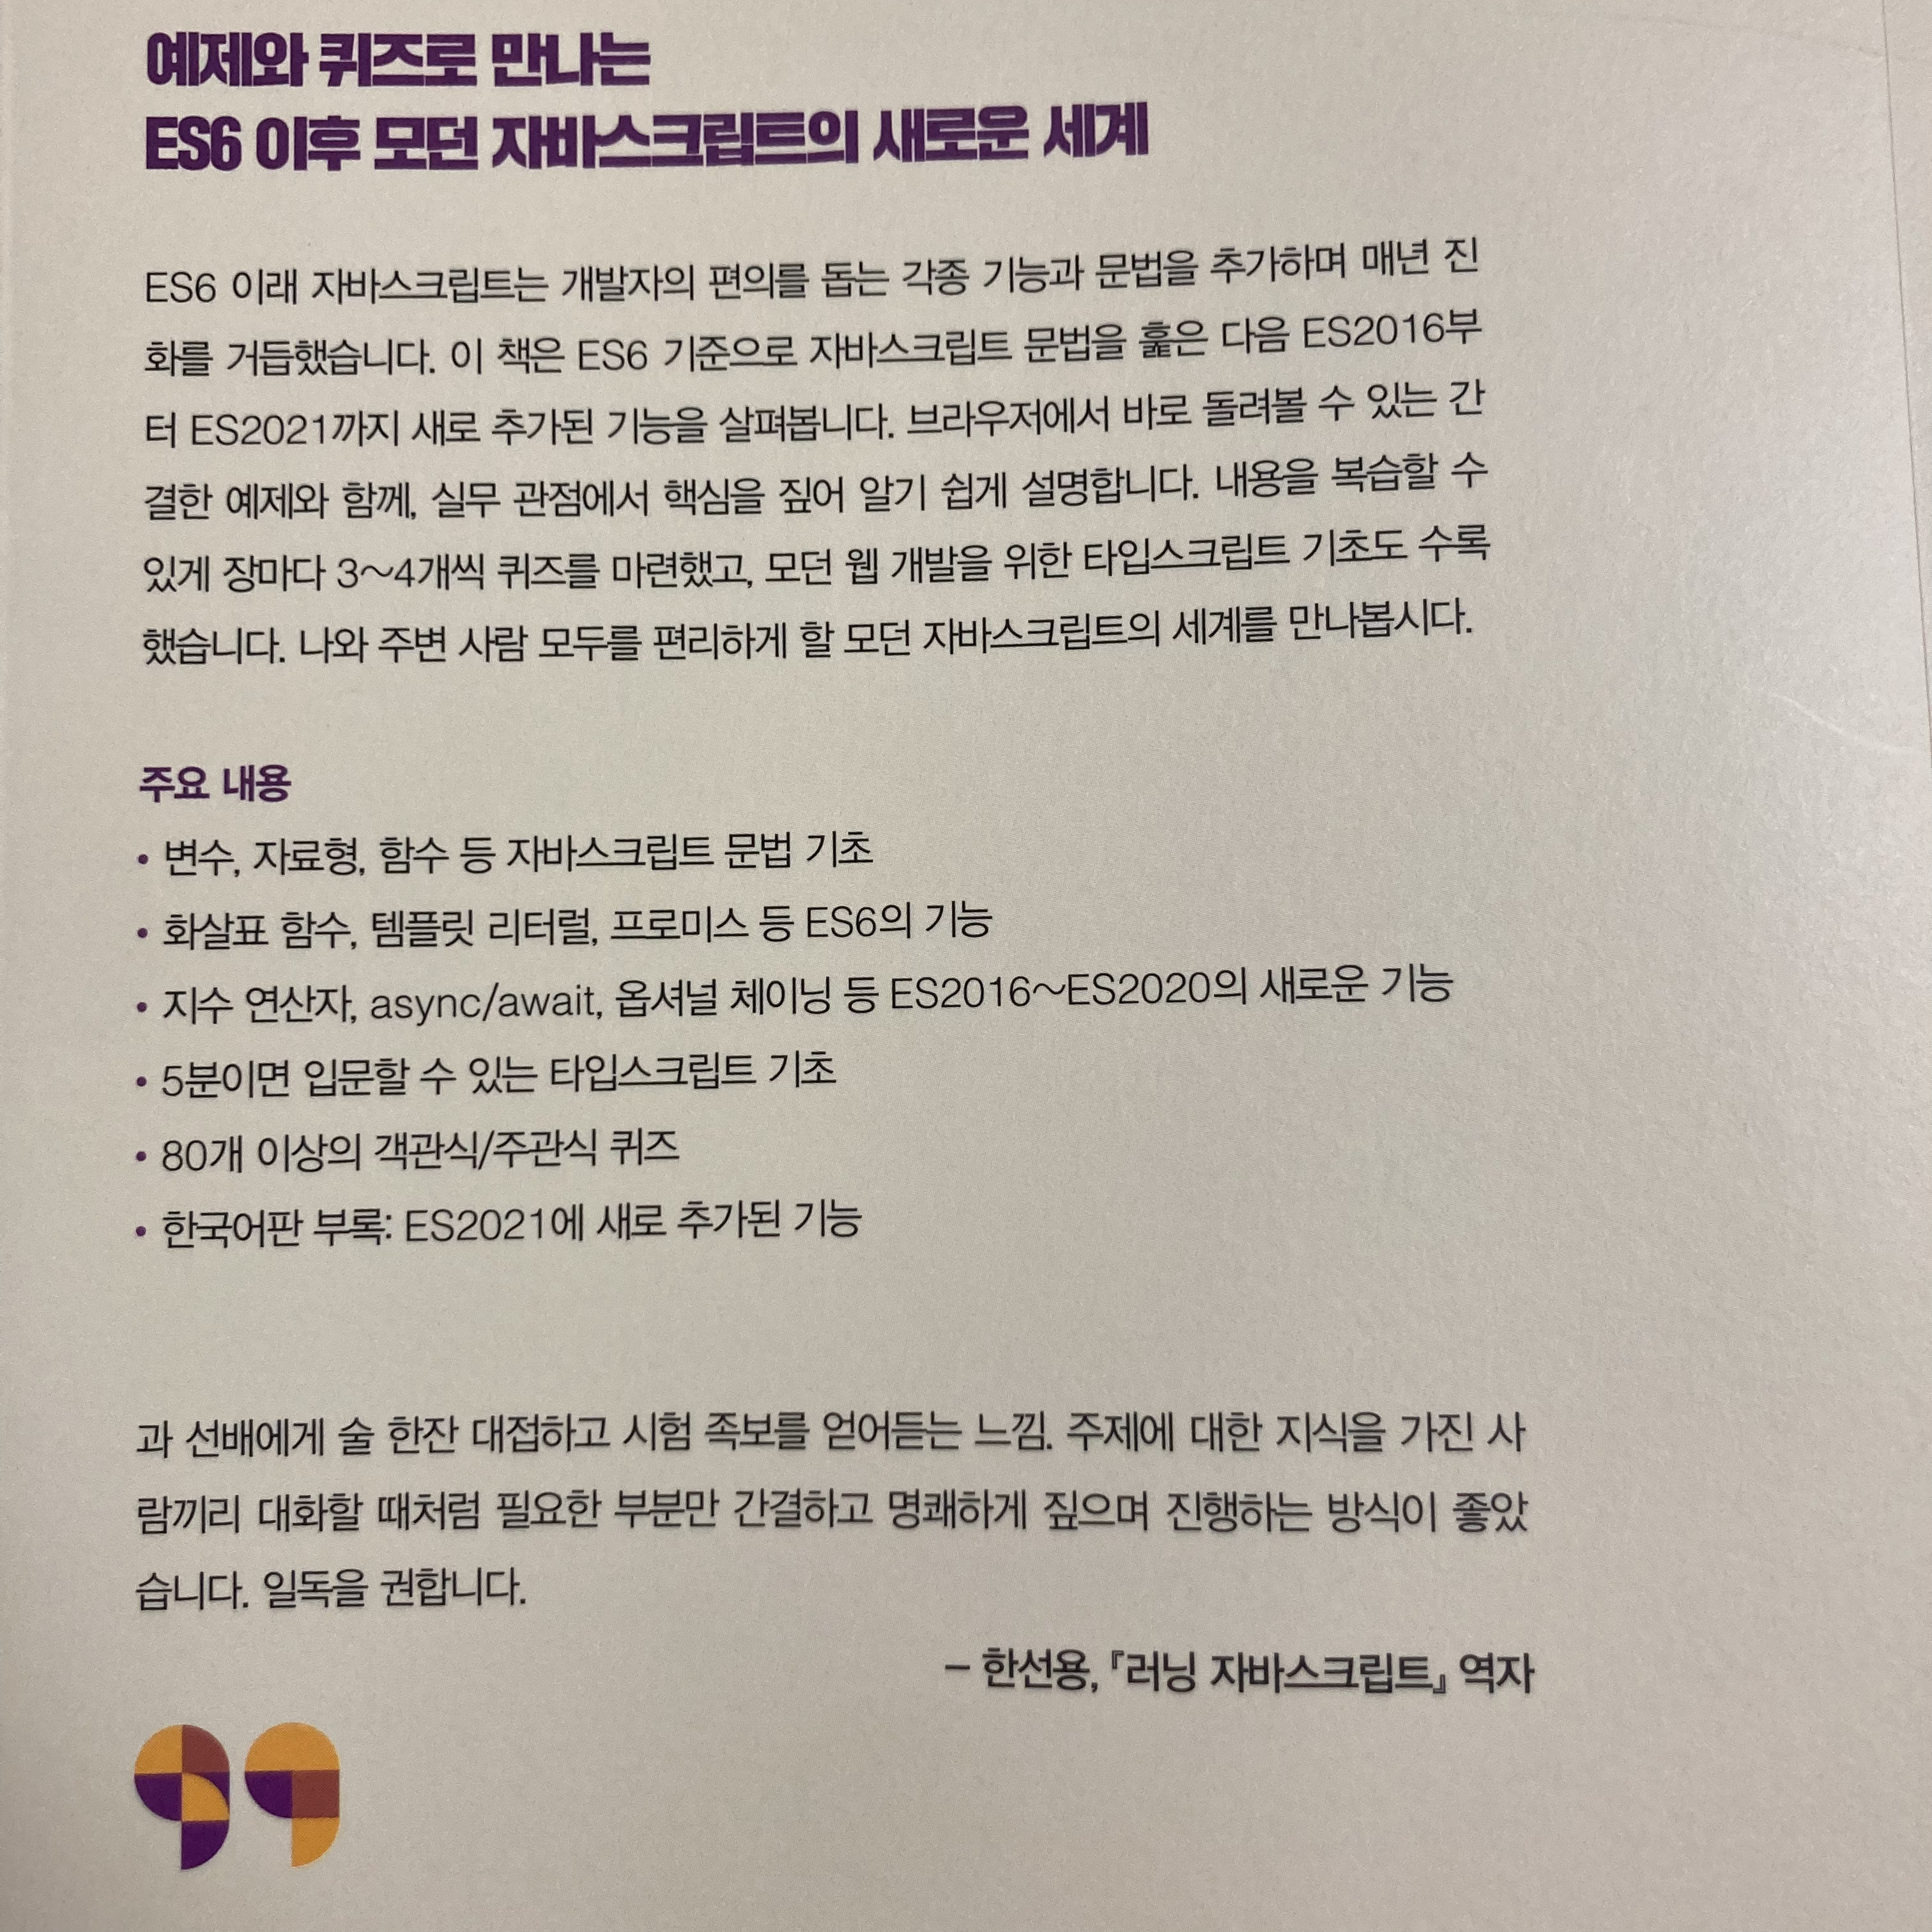 예제와 퀴즈로 만나는
ES6 이후 모던 자바스크립트의 새로운 세계
ES6 이래 자바스크립트는 개발자의 편의를 돕는 각종 기능과 문법을 추가하며 매년 진
화를 거듭했습니다. 이 책은 ES6 기준으로 자바스크립트 문법을 훑은 다음 ES2016부
터 ES2021까지 새로 추가된 기능을 살펴봅니다. 브라우저에서 바로 돌려볼 수 있는 간
결한 예제와 함께, 실무 관점에서 핵심을 짚어 알기 쉽게 설명합니다. 내용을 복습할 수
있게 장마다 3~4개씩 퀴즈를 마련했고, 모던 웹 개발을 위한 타입스크립트 기초도 수록
했습니다. 나와 주변 사람 모두를 편리하게 할 모던 자바스크립트의 세계를 만나봅시다.
주요 내용
• 변수, 자료형, 함수 등 자바스크립트 문법 기초
• 화살표 함수, 템플릿 리터럴, 프로미스 등 ES6의 기능
• 지수 연산자, async/await, 옵셔널 체이닝 등 ES2016~ES2020의 새로운 기능
• 5분이면 입문할 수 있는 타입스크립트 기초
• 80개 이상의 객관식/주관식 퀴즈
• 한국어판 부록: ES2021에 새로 추가된 기능
과 선배에게 술 한잔 대접하고 시험 족보를 얻어듣는 느낌. 주제에 대한 지식을 가진 사
람끼리 대화할 때처럼 필요한 부분만 간결하고 명쾌하게 짚으며 진행하는 방식이 좋았
습니다. 일독을 권합니다.
– 한선용, 『러닝 자바스크립트』 역자